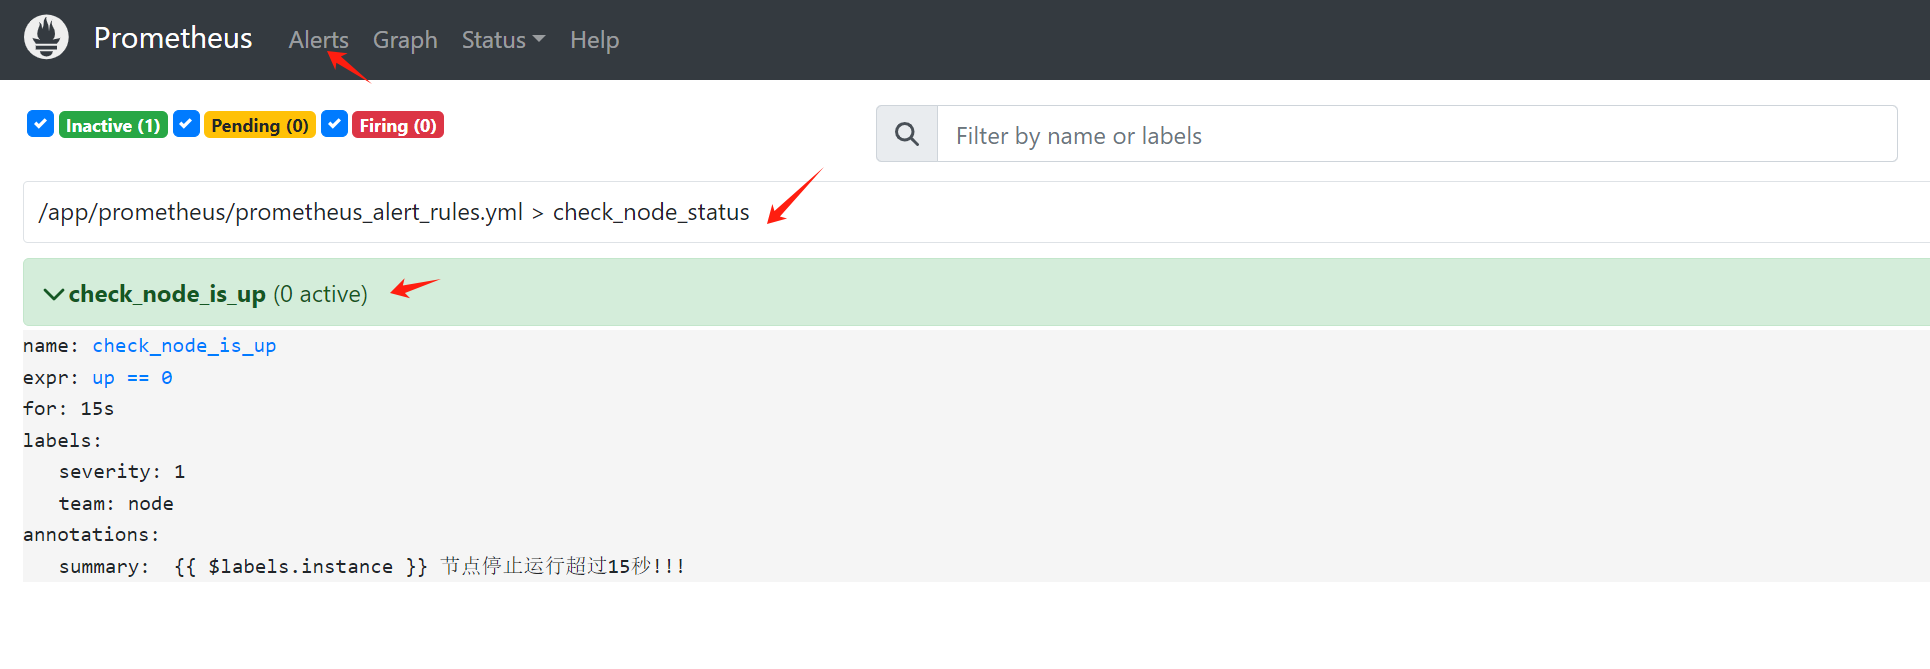 Prometheus Alerts Graph Status Help
Inactive (1) Pending (0) Firing (0)
Filter by name or labels
/app/prometheus/prometheus_alert_rules.yml > check_node_status
check_node_is_up (0 active)
name: check_node_is_up
expr: up == 0
for: 15s
labels:
severity: 1
team: node
annotations:
summary: {{ $labels.instance }} 节点停止运行超过15秒!!!